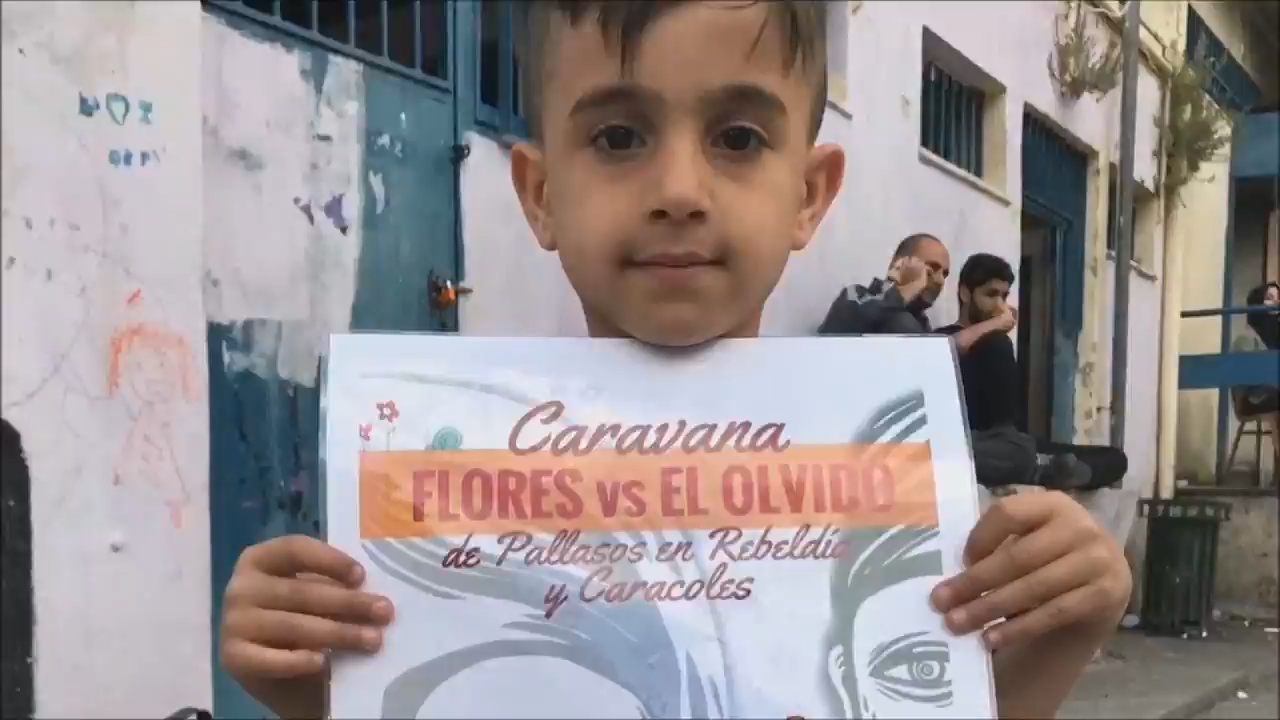 Caravana
FLORES vs EL OLVIDO
de Pallasos en Rebeldía
y Caracoles